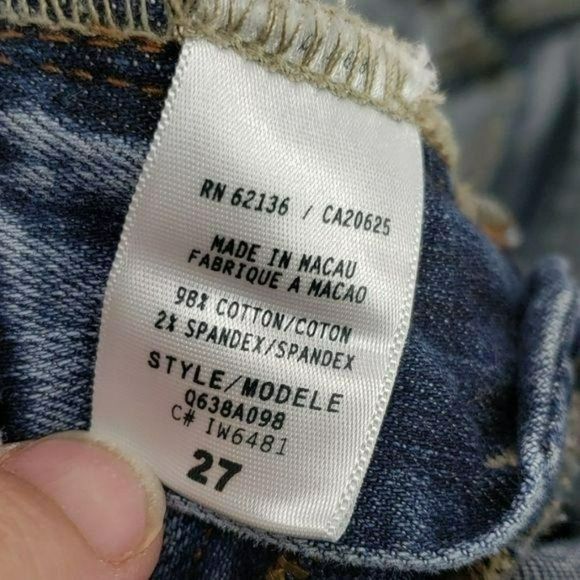 RN 62136 / CA20625
MADE IN MACAU
FABRIQUE A MACAO
98% COTTON/COTON
2% SPANDEX/SPANDEX
STYLE/MODELE
Q638A098
C# IW6481
27